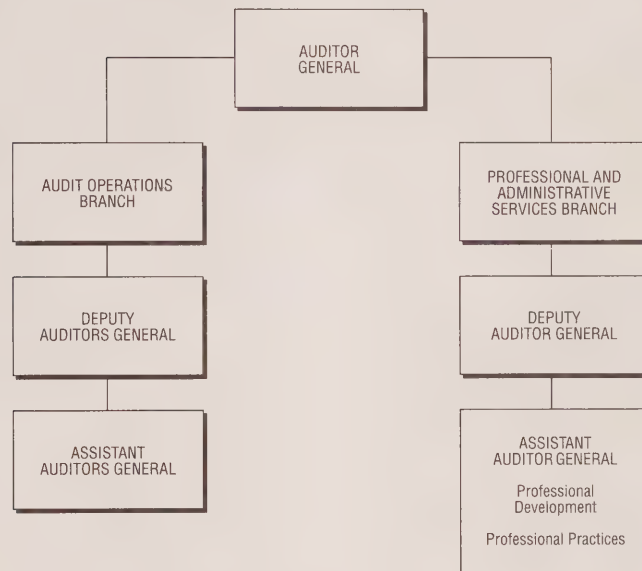 AUDITOR
GENERAL
AUDIT OPERATIONS
BRANCH
PROFESSIONAL AND
ADMINISTRATIVE
SERVICES BRANCH
DEPUTY
AUDITORS GENERAL
DEPUTY
AUDITOR GENERAL
ASSISTANT
AUDITORS GENERAL
ASSISTANT
AUDITOR GENERAL
Professional
Development
Professional Practices